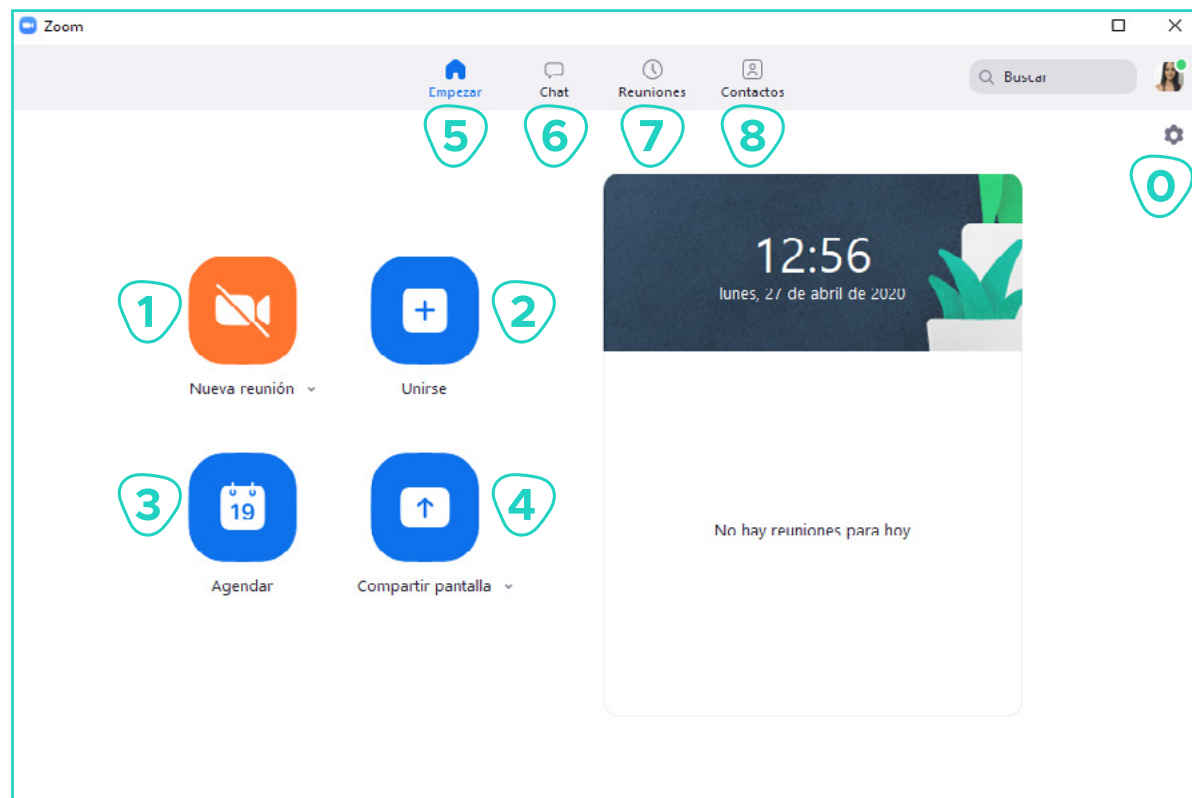 Zoom
Empezar
Chat
Reuniones
Contactos
Buscar
5
6
7
8
0
12:56
lunes, 27 de abril de 2020
1
2
Nueva reunión
Unirse
3
19
4
No hay reuniones para hoy
Agendar
Compartir pantalla